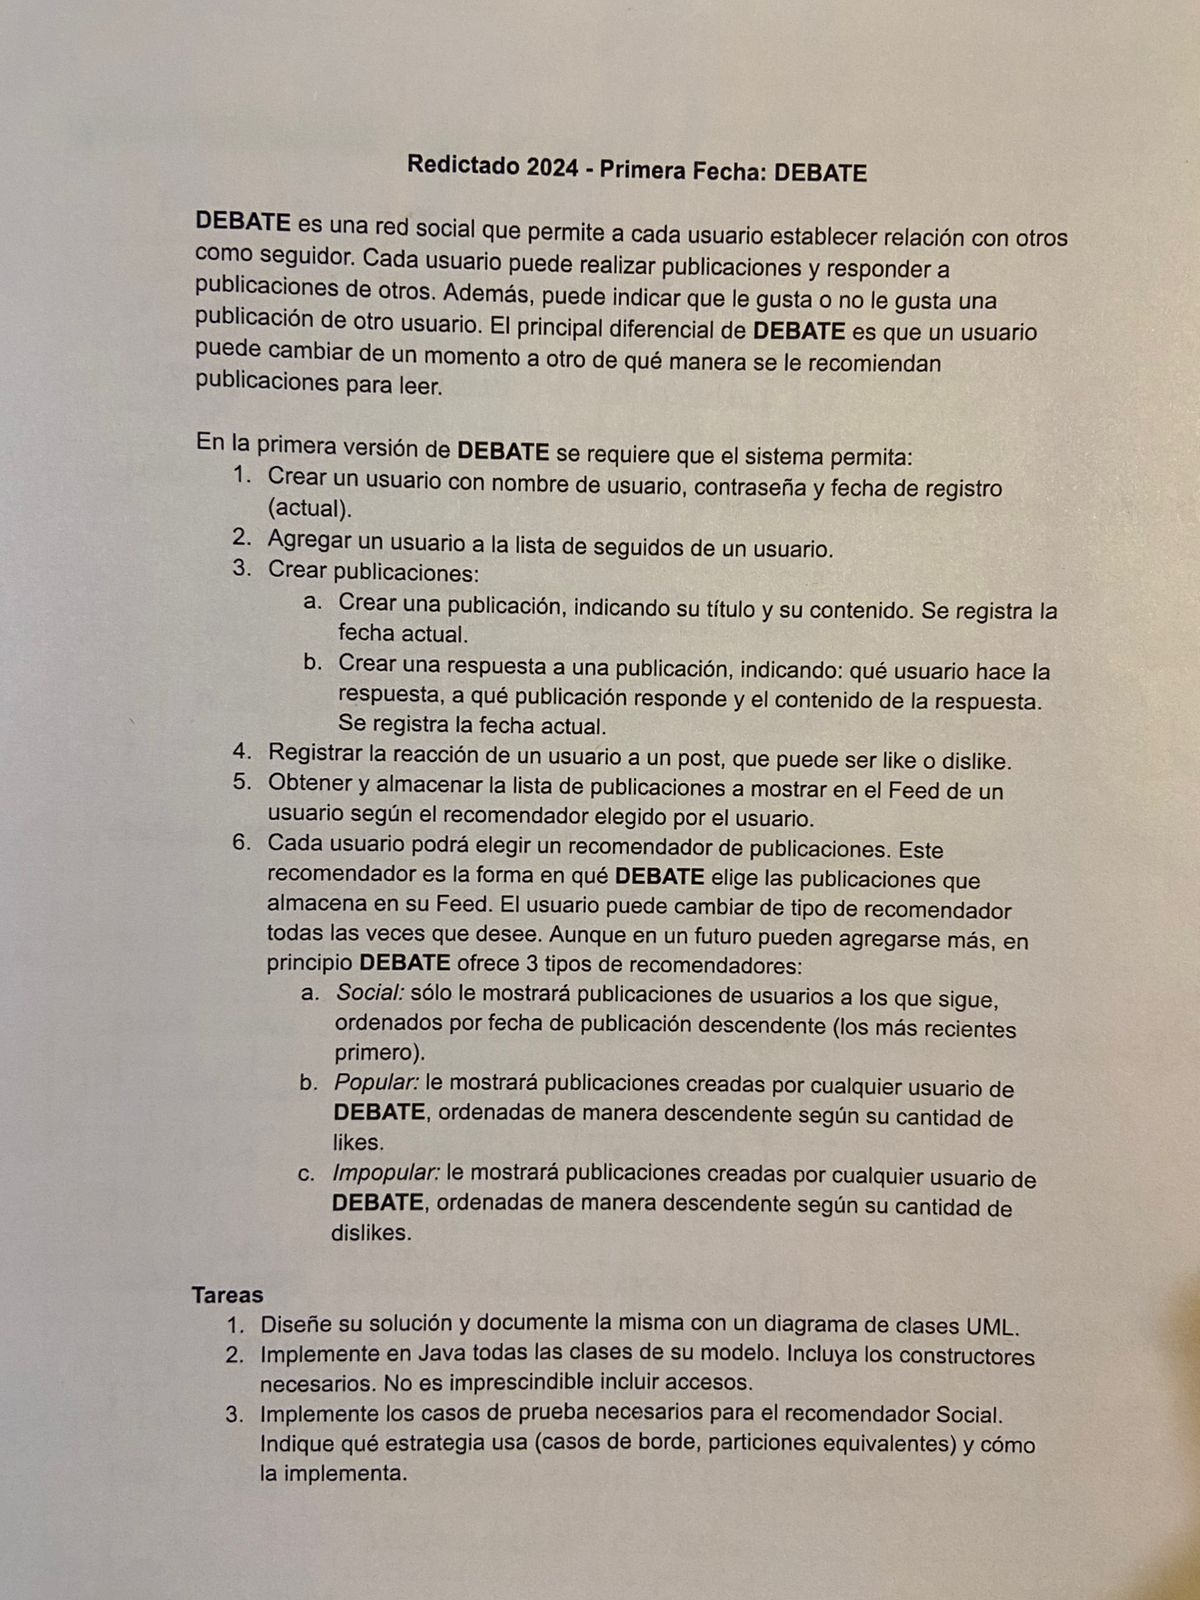 Redictado 2024 - Primera Fecha: DEBATE
DEBATE es una red social que permite a cada usuario establecer relación con otros
como seguidor. Cada usuario puede realizar publicaciones y responder a
publicaciones de otros. Además, puede indicar que le gusta o no le gusta una
publicación de otro usuario. El principal diferencial de DEBATE es que un usuario
puede cambiar de un momento a otro de qué manera se le recomiendan
publicaciones para leer.
En la primera versión de DEBATE se requiere que el sistema permita:
1. Crear un usuario con nombre de usuario, contraseña y fecha de registro
(actual).
2. Agregar un usuario a la lista de seguidos de un usuario.
3. Crear publicaciones:
a. Crear una publicación, indicando su título y su contenido. Se registra la
fecha actual.
b. Crear una respuesta a una publicación, indicando: qué usuario hace la
respuesta, a qué publicación responde y el contenido de la respuesta.
Se registra la fecha actual.
4. Registrar la reacción de un usuario a un post, que puede ser like o dislike.
5. Obtener y almacenar la lista de publicaciones a mostrar en el Feed de un
usuario según el recomendador elegido por el usuario.
6. Cada usuario podrá elegir un recomendador de publicaciones. Este
recomendador es la forma en qué DEBATE elige las publicaciones que
almacena en su Feed. El usuario puede cambiar de tipo de recomendador
todas las veces que desee. Aunque en un futuro pueden agregarse más, en
principio DEBATE ofrece 3 tipos de recomendadores:
a. Social: sólo le mostrará publicaciones de usuarios a los que sigue,
ordenados por fecha de publicación descendente (los más recientes
primero).
b. Popular: le mostrará publicaciones creadas por cualquier usuario de
DEBATE, ordenadas de manera descendente según su cantidad de
likes.
c. Impopular: le mostrará publicaciones creadas por cualquier usuario de
DEBATE, ordenadas de manera descendente según su cantidad de
dislikes.
Tareas
1. Diseñe su solución y documente la misma con un diagrama de clases UML.
2. Implemente en Java todas las clases de su modelo. Incluya los constructores
necesarios. No es imprescindible incluir accesos.
3. Implemente los casos de prueba necesarios para el recomendador Social.
Indique qué estrategia usa (casos de borde, particiones equivalentes) y cómo
la implementa.